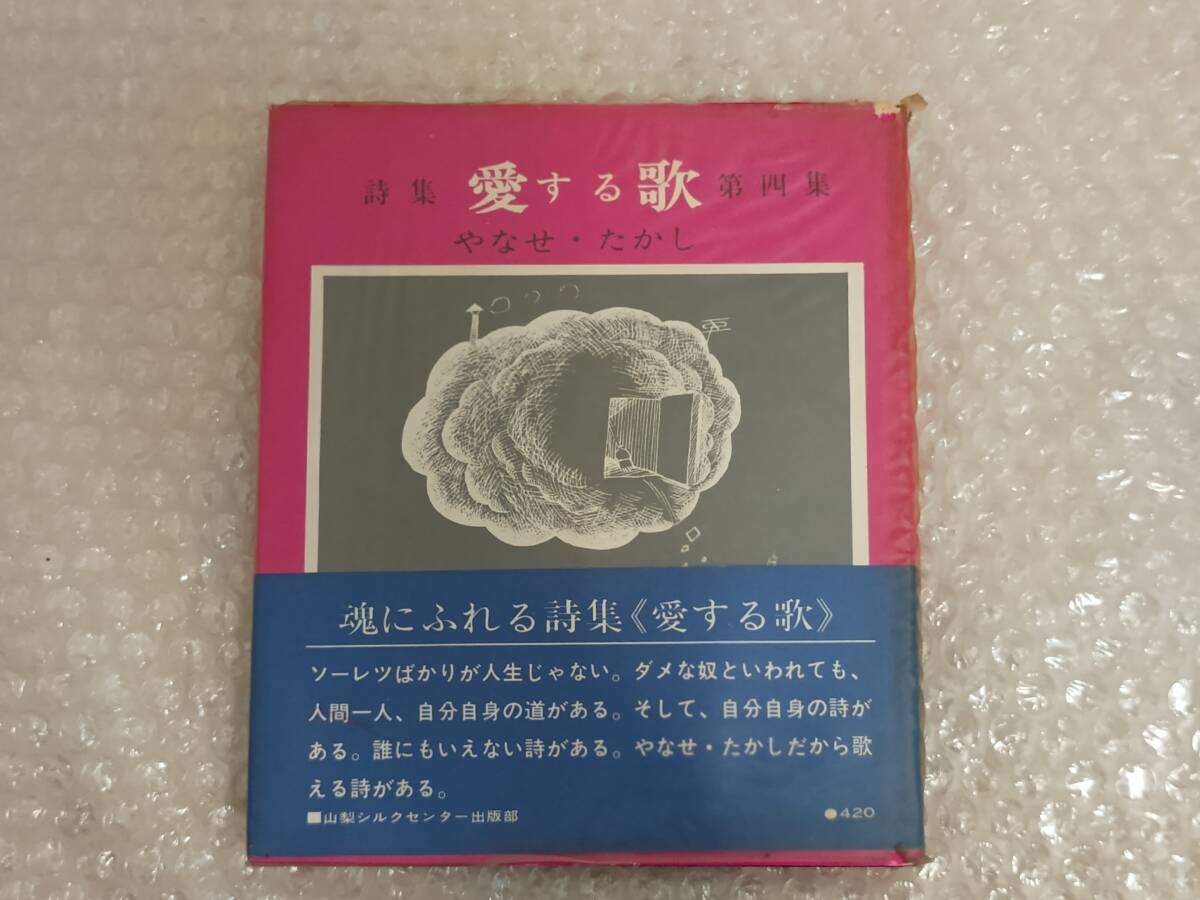 詩集 愛する歌 第四集
やなせ・たかし
魂にふれる詩集《愛する歌》
ソーレツばかりが人生じゃない。ダメな奴といわれても、
人間一人、自分自身の道がある。そして、自分自身の詩が
ある。誰にもいえない詩がある。やなせ・たかしだから歌
える詩がある。
■山梨シルクセンター出版部 ●420